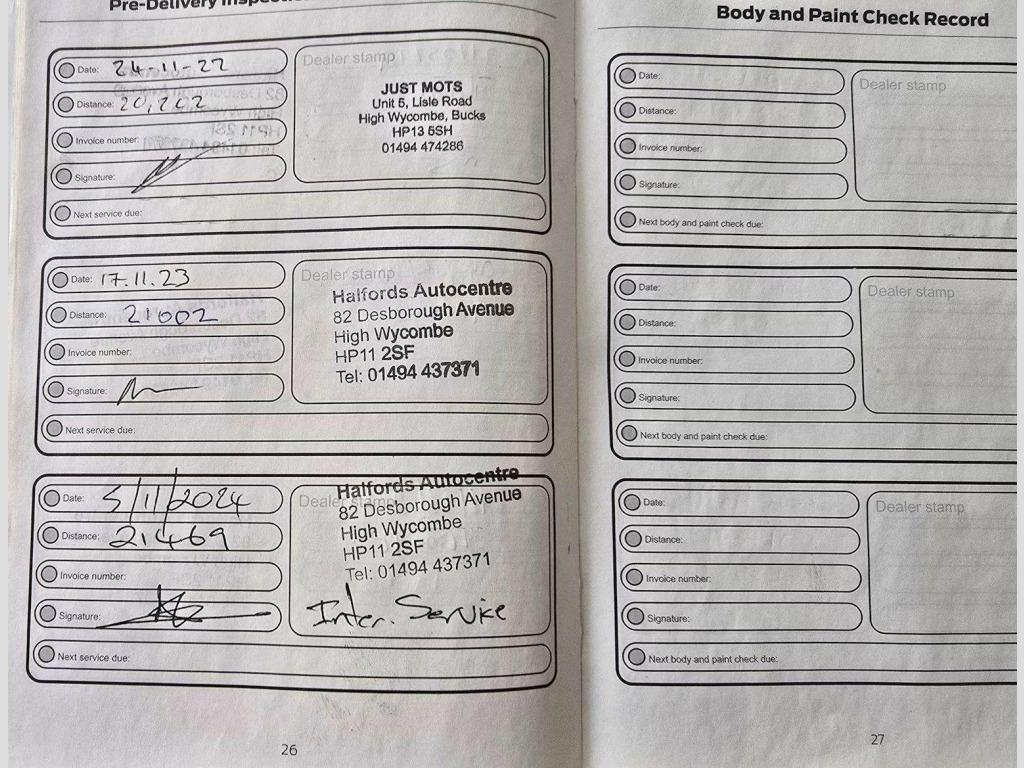 Pre-Delivery Inspection
Date: 24-11-22
Distance: 20,202
Invoice number:
Signature:
Next service due:
Dealer stamp
JUST MOTS
Unit 5, Lisle Road
High Wycombe, Bucks
HP13 5SH
01494 474286
Date: 17.11.23
Distance: 21002
Invoice number:
Signature:
Next service due:
Dealer stamp
Halfords Autocentre
82 Desborough Avenue
High Wycombe
HP11 2SF
Tel: 01494 437371
Date: 5/11/2024
Distance: 21469
Invoice number:
Signature:
Next service due:
Dealer stamp
Halfords Autocentre
82 Desborough Avenue
High Wycombe
HP11 2SF
Tel: 01494 437371
Inter. Service
26
Body and Paint Check Record
Date:
Distance:
Invoice number:
Signature:
Next body and paint check due:
Dealer stamp
Date:
Distance:
Invoice number:
Signature:
Next body and paint check due:
Dealer stamp
Date:
Distance:
Invoice number:
Signature:
Next body and paint check due:
Dealer stamp
27